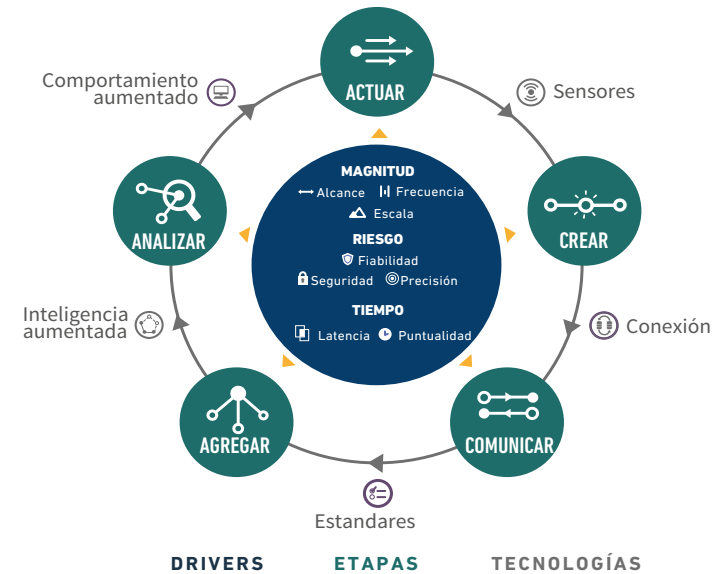 ACTUAR
Comportamiento
aumentado
Sensores
MAGNITUD
Alcance Frecuencia
Escala
ANALIZAR
CREAR
RIESGO
Fiabilidad
Seguridad Precisión
TIEMPO
Latencia Puntualidad
Inteligencia
aumentada
Conexión
AGREGAR
COMUNICAR
Estandares
DRIVERS ETAPAS TECNOLOGÍAS